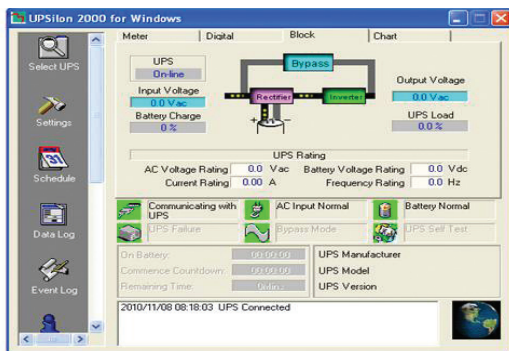 UPSilon 2000 for Windows
Meter Digital Block Chart
Select UPS
Settings
Schedule
Data Log
Event Log
UPS
On-line
Input Voltage
0.0 Vac
Battery Charge
0 %
Bypass
Rectifier
Inverter
Output Voltage
0.0 Vac
UPS Load
0.0 %
UPS Rating
AC Voltage Rating 0.0 Vac Battery Voltage Rating 0.0 Vdc
Current Rating 0.00 A Frequency Rating 0.0 Hz
Communicating with
UPS
AC Input Normal
Battery Normal
UPS Failure
Bypass Mode
UPS Self Test
On Battery: 00:00:00
Commence Countdown: 00:00:00
Remaining Time: Online
UPS Manufacturer
UPS Model
UPS Version
2010/11/08 08:18:03 UPS Connected